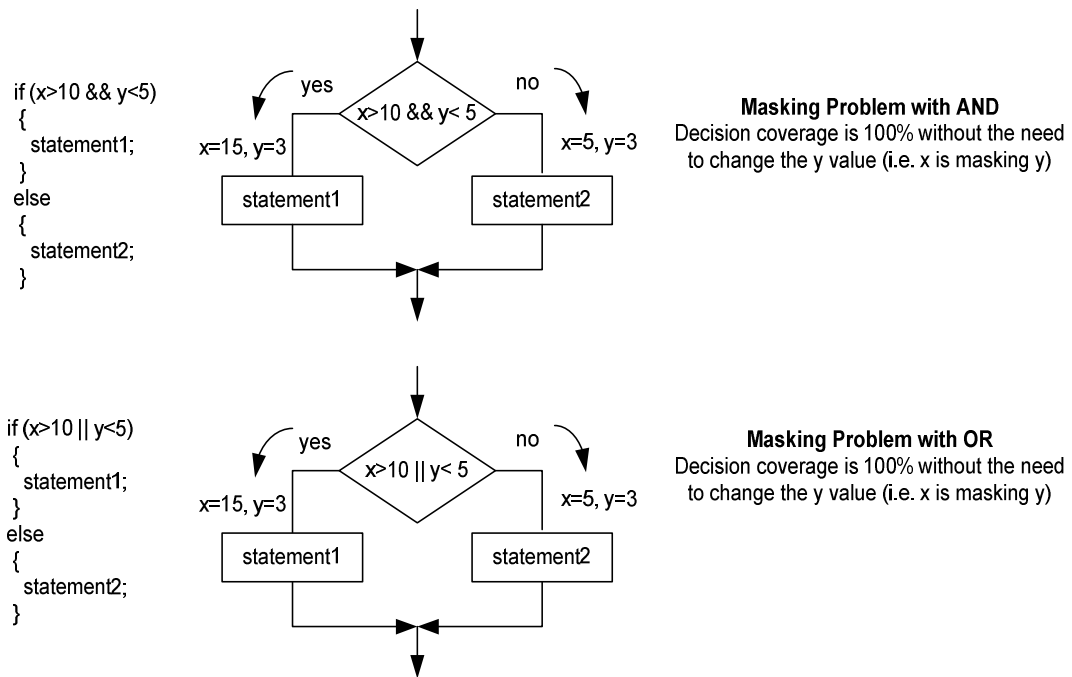 if (x>10 && y<5)
{
statement1;
}
else
{
statement2;
}
yes
no
x>10 && y< 5
x=15, y=3
x=5, y=3
statement1
statement2
Masking Problem with AND
Decision coverage is 100% without the need
to change the y value (i.e. x is masking y)
if (x>10 || y<5)
{
statement1;
}
else
{
statement2;
}
yes
no
x>10 || y< 5
x=15, y=3
x=5, y=3
statement1
statement2
Masking Problem with OR
Decision coverage is 100% without the need
to change the y value (i.e. x is masking y)